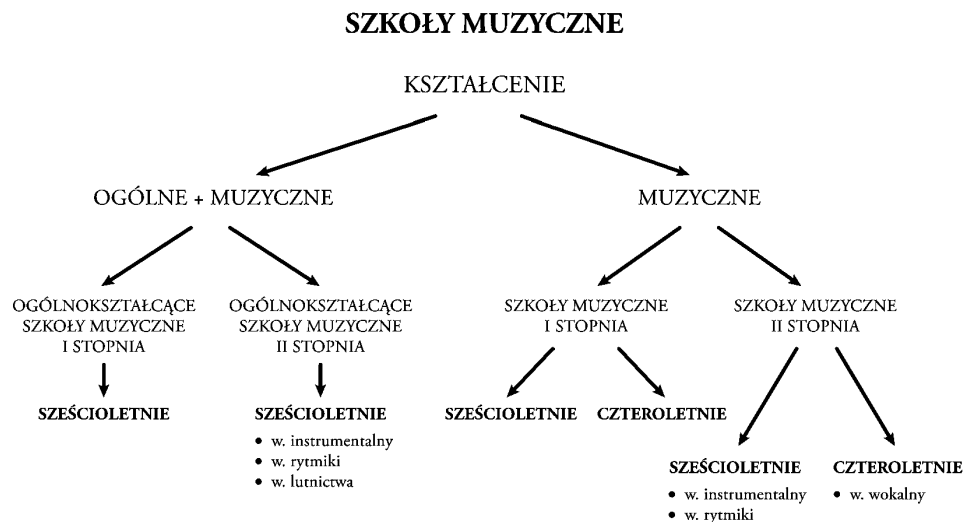 SZKOŁY MUZYCZNE
KSZTAŁCENIE
OGÓLNE + MUZYCZNE
MUZYCZNE
OGÓLNOKSZTAŁCĄCE
SZKOŁY MUZYCZNE
I STOPNIA
OGÓLNOKSZTAŁCĄCE
SZKOŁY MUZYCZNE
II STOPNIA
SZKOŁY MUZYCZNE
I STOPNIA
SZKOŁY MUZYCZNE
II STOPNIA
SZEŚCIOLETNIE
SZEŚCIOLETNIE
• w. instrumentalny
• w. rytmiki
• w. lutnictwa
SZEŚCIOLETNIE
CZTEROLETNIE
SZEŚCIOLETNIE
• w. instrumentalny
• w. rytmiki
CZTEROLETNIE
• w. wokalny